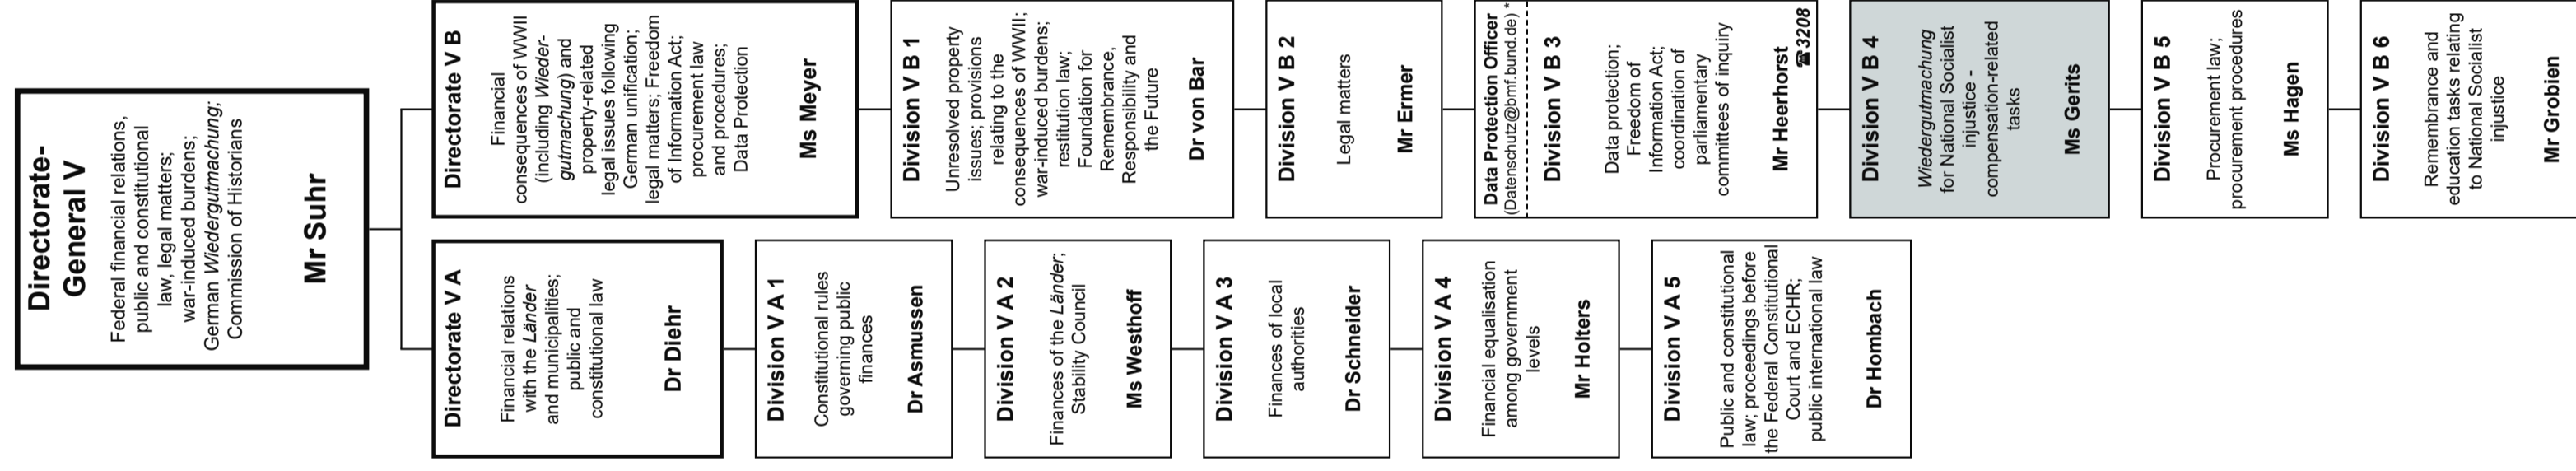 Directorate-
General V
Federal financial relations,
public and constitutional
law, legal matters;
war-induced burdens;
German Wiedergutmachung;
Commission of Historians
Mr Suhr
Directorate V A
Financial relations
with the Länder
and municipalities;
public and
constitutional law
Dr Diehr
Division V A 1
Constitutional rules
governing public
finances
Dr Asmussen
Division V A 2
Finances of the Länder;
Stability Council
Ms Westhoff
Division V A 3
Finances of local
authorities
Dr Schneider
Division V A 4
Financial equalisation
among government
levels
Mr Holters
Division V A 5
Public and constitutional
law; proceedings before
the Federal Constitutional
Court and ECHR;
public international law
Dr Hombach
Directorate V B
Financial
consequences of WWII
(including Wieder-
gutmachung) and
property-related
legal issues following
German unification;
legal matters; Freedom
of Information Act;
procurement law
and procedures;
Data Protection
Ms Meyer
Division V B 1
Unresolved property
issues; provisions
relating to the
consequences of WWII;
war-induced burdens;
restitution law;
Foundation for
Remembrance,
Responsibility and
the Future
Dr von Bar
Division V B 2
Legal matters
Mr Ermer
Data Protection Officer
(Datenschutz@bmf.bund.de) *
Division V B 3
Data protection;
Freedom of
Information Act;
coordination of
parliamentary
committees of inquiry
Mr Heerhorst
☎3208
Division V B 4
Wiedergutmachung
for National Socialist
injustice -
compensation-related
tasks
Ms Gerits
Division V B 5
Procurement law;
procurement procedures
Ms Hagen
Division V B 6
Remembrance and
education tasks relating
to National Socialist
injustice
Mr Grobien